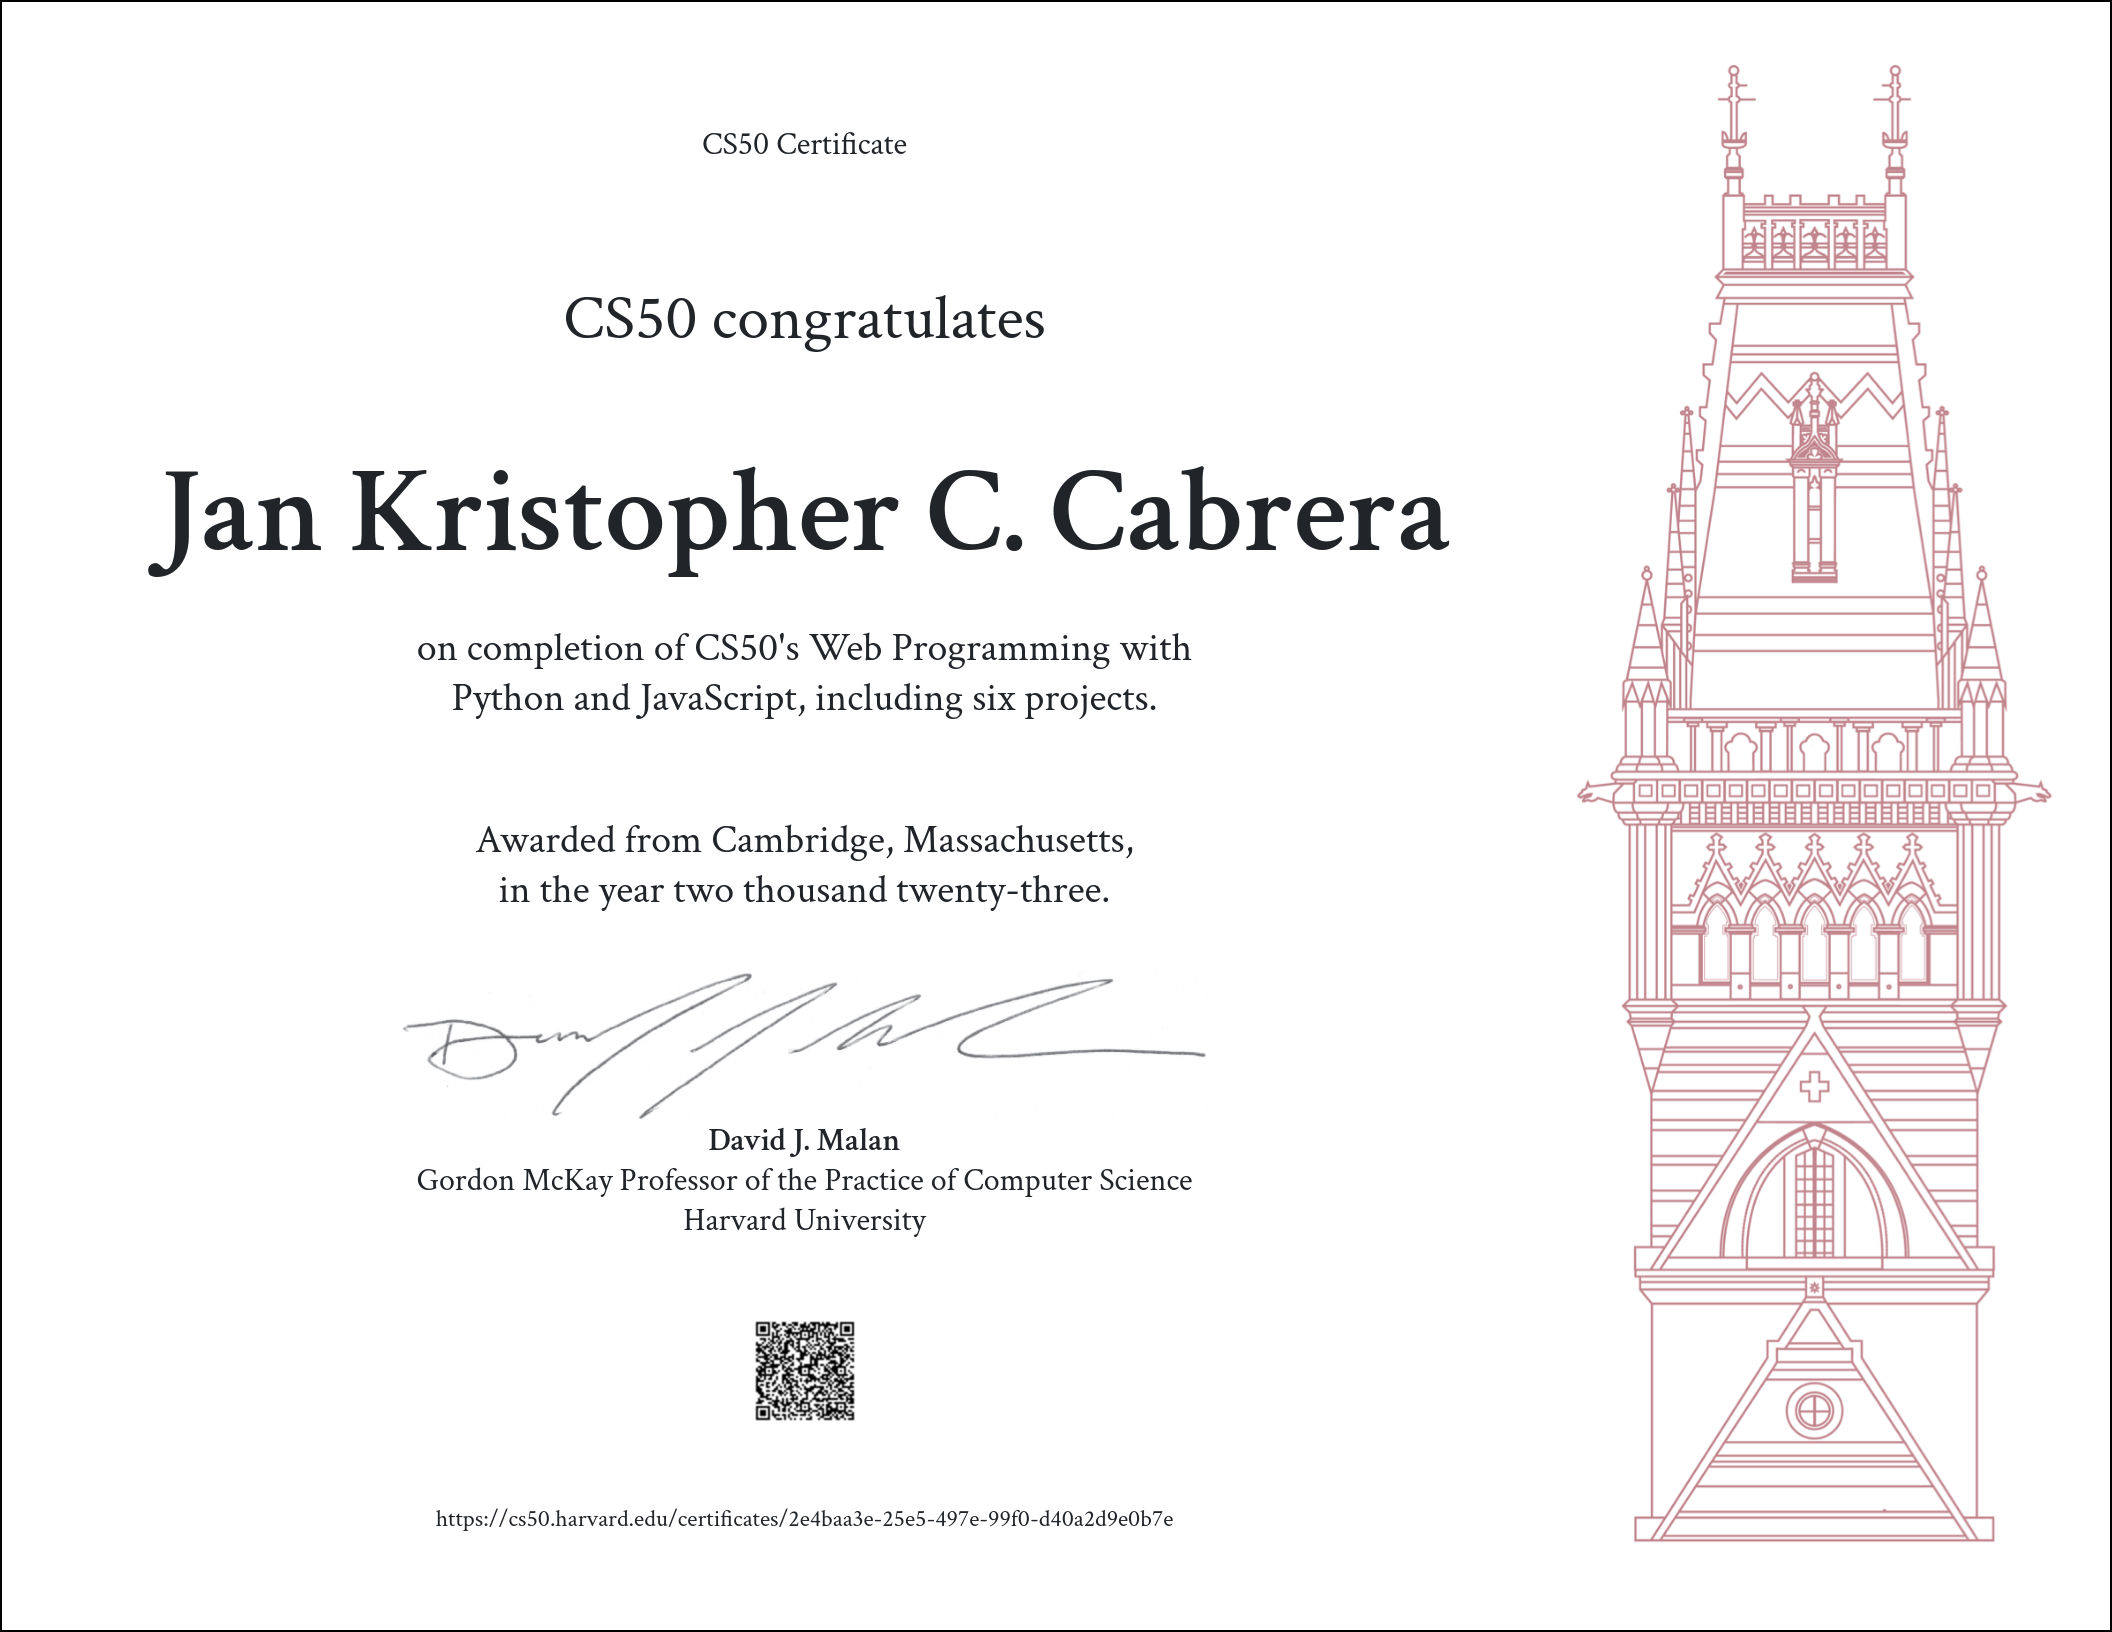 CS50 Certificate
CS50 congratulates
Jan Kristopher C. Cabrera
on completion of CS50's Web Programming with
Python and JavaScript, including six projects.
Awarded from Cambridge, Massachusetts,
in the year two thousand twenty-three.
David J. Malan
Gordon McKay Professor of the Practice of Computer Science
Harvard University
https://cs50.harvard.edu/certificates/2e4baa3e-25e5-497e-99f0-d40a2d9e0b7e